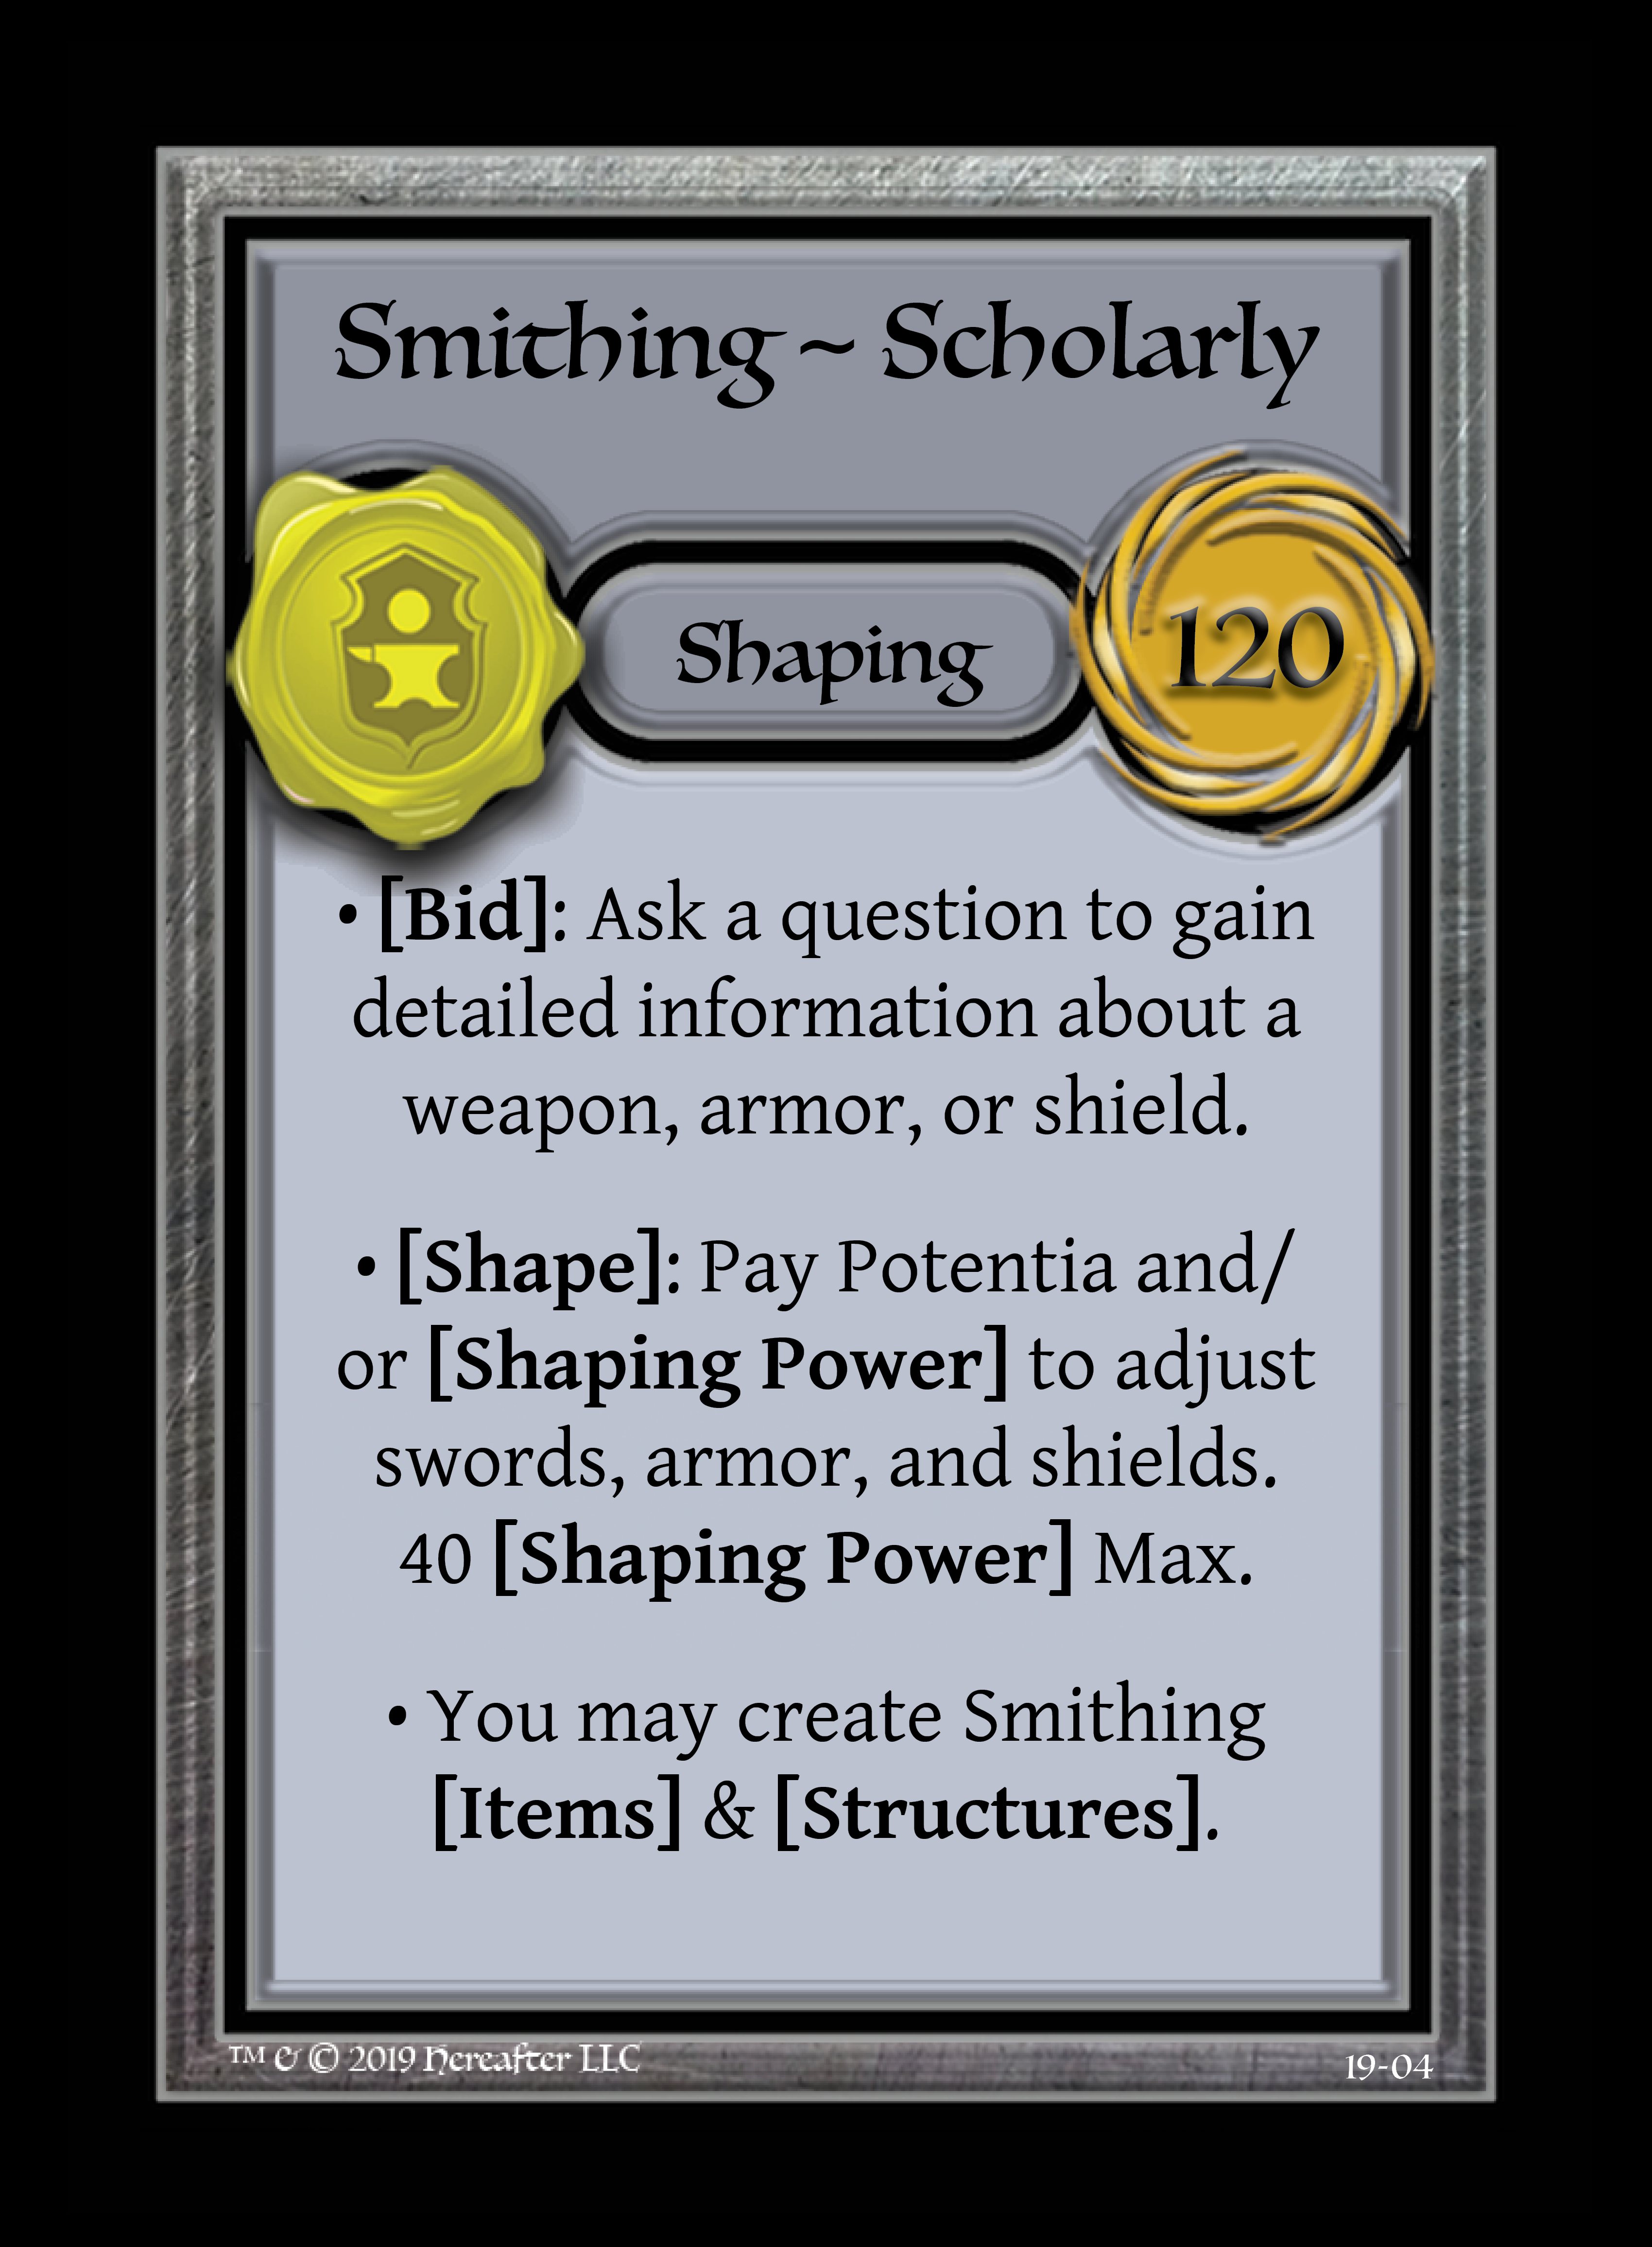 Smithing ~ Scholarly
Shaping
120
• [Bid]: Ask a question to gain
detailed information about a
weapon, armor, or shield.
• [Shape]: Pay Potentia and/
or [Shaping Power] to adjust
swords, armor, and shields.
40 [Shaping Power] Max.
• You may create Smithing
[Items] & [Structures].
™ & © 2019 Hereafter LLC
19-04